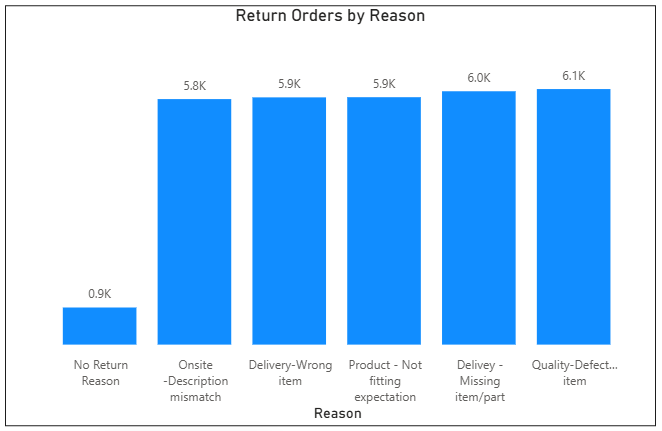 Return Orders by Reason
0.9K
5.8K
5.9K
5.9K
6.0K
6.1K
No Return
Reason
Onsite
-Description
mismatch
Delivery-Wrong
item
Product - Not
fitting
expectation
Delivey -
Missing
item/part
Quality-Defect...
item
Reason